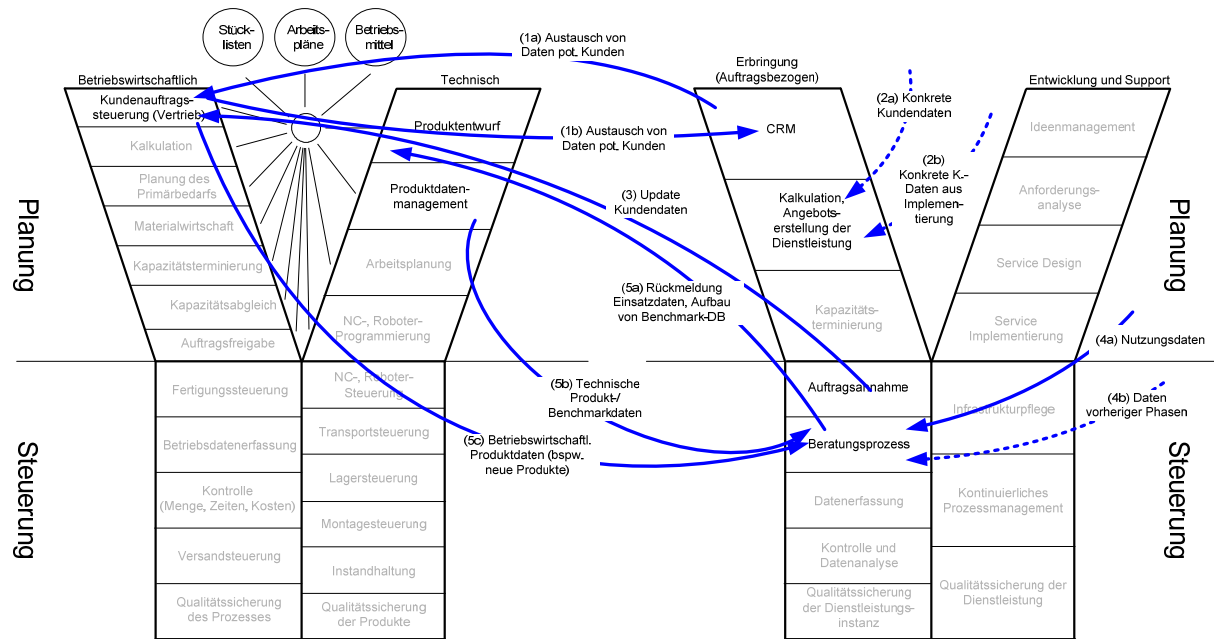 Stück-
listen
Arbeits-
pläne
Betriebs-
mittel
Betriebswirtschaftlich
Kundenauftrags-
steuerung (Vertrieb)
Kalkulation
Planung des
Primärbedarfs
Materialwirtschaft
Kapazitätsterminierung
Kapazitätsabgleich
Auftragsfreigabe
Fertigungssteuerung
Betriebsdatenerfassung
Kontrolle
(Menge, Zeiten, Kosten)
Versandsteuerung
Qualitätssicherung
des Prozesses
Technisch
Produktentwurf
Produktdaten-
management
Arbeitsplanung
NC-, Roboter-
Programmierung
NC-, Roboter-
Steuerung
Transportsteuerung
Lagersteuerung
Montagesteuerung
Instandhaltung
Qualitätssicherung
der Produkte
Planung
Steuerung
(1a) Austausch von
Daten pot. Kunden
(1b) Austausch von
Daten pot. Kunden
(3) Update
Kundendaten
(5a) Rückmeldung
Einsatzdaten, Aufbau
von Benchmark-DB
(5b) Technische
Produkt-/
Benchmarkdaten
(5c) Betriebswirtschaftl.
Produktdaten (bspw.
neue Produkte)
Erbringung
(Auftragsbezogen)
CRM
Kalkulation,
Angebots-
erstellung der
Dienstleistung
Kapazitäts-
terminierung
Auftragsannahme
Beratungsprozess
Datenerfassung
Kontrolle und
Datenanalyse
Qualitätssicherung
der Dienstleistungs-
instanz
(2a) Konkrete
Kundendaten
(2b)
Konkrete K.-
Daten aus
Implemen-
tierung
Entwicklung und Support
Ideenmanagement
Anforderungs-
analyse
Service Design
Service
Implementierung
Infrastrukturpflege
Kontinuierliches
Prozessmanagement
Qualitätssicherung der
Dienstleistung
(4a) Nutzungsdaten
(4b) Daten
vorheriger Phasen
Planung
Steuerung